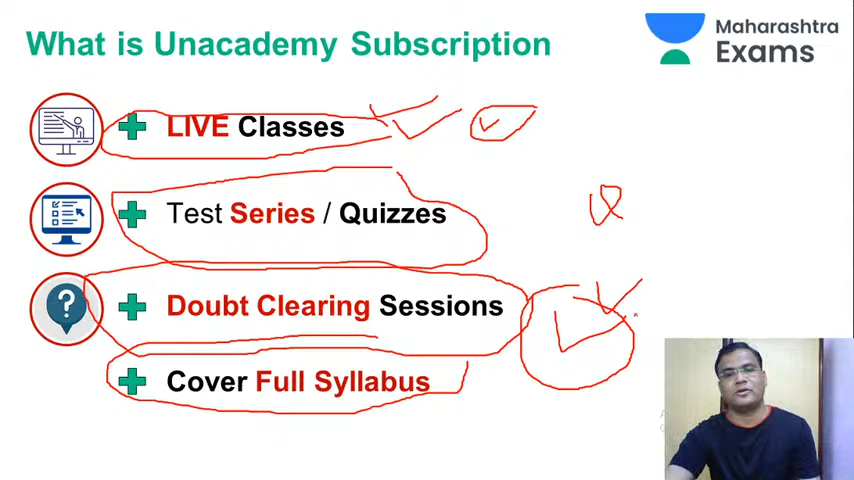 What is Unacademy Subscription
Maharashtra
Exams
LIVE Classes
Test Series / Quizzes
? Doubt Clearing Sessions
Cover Full Syllabus